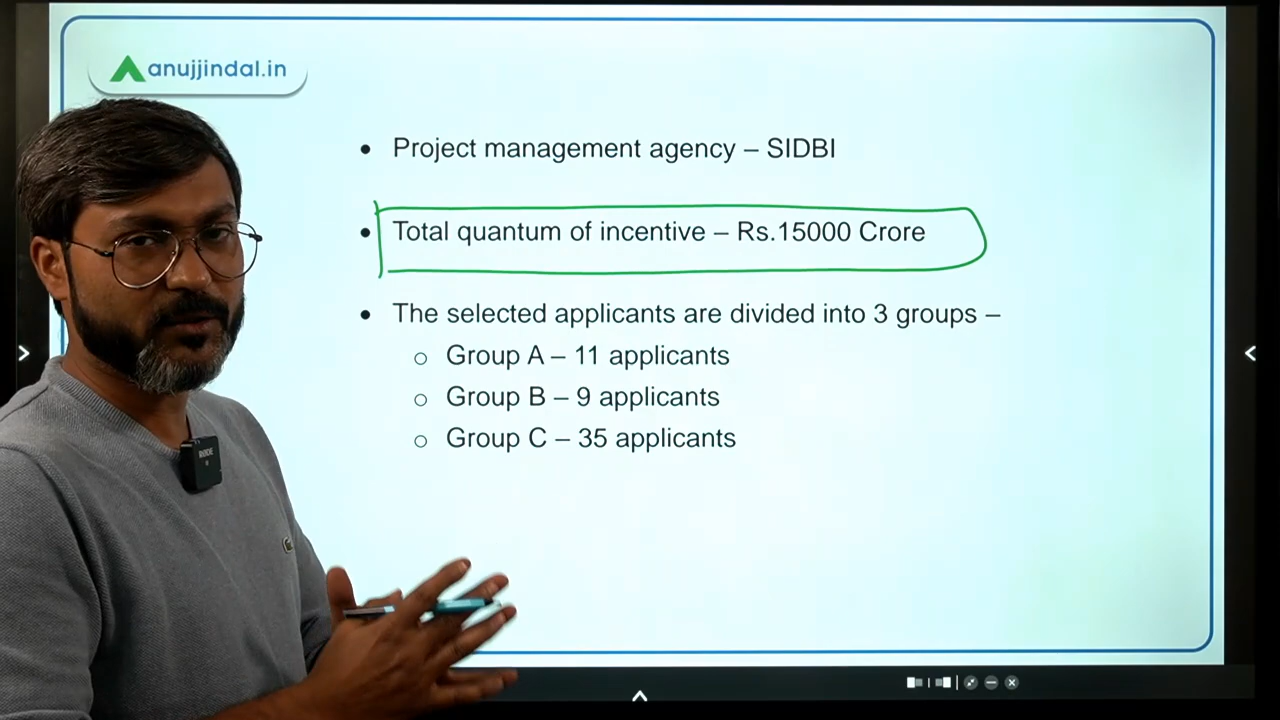 anujjindal.in
• Project management agency – SIDBI
• Total quantum of incentive – Rs.15000 Crore
• The selected applicants are divided into 3 groups –
o Group A – 11 applicants
o Group B – 9 applicants
o Group C – 35 applicants
RØDE